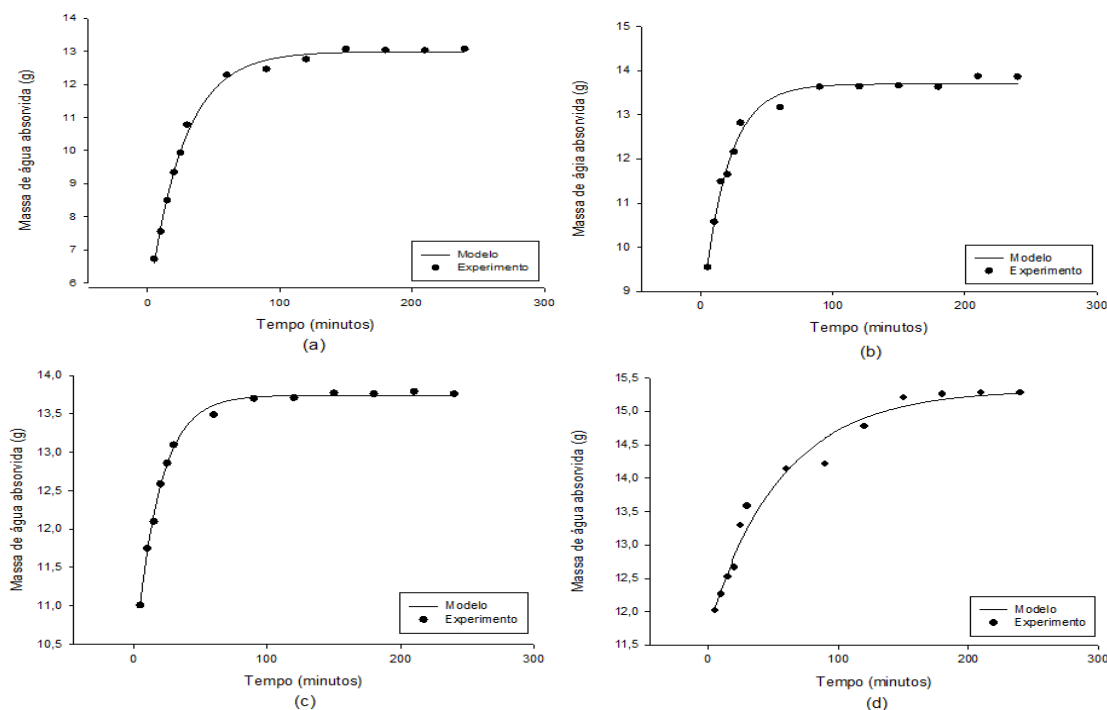 14
13
12
11
10
9
8
7
6
Massa de água absorvida (g)
Modelo
Experimento
0
100
200
300
Tempo (minutos)
(a)
15
14
13
12
11
10
9
Massa de ágia absorvida (g)
Modelo
Experimento
0
100
200
300
Tempo (minutos)
(b)
14,0
13,5
13,0
12,5
12,0
11,5
11,0
10,5
Massa de água absorvida (g)
Modelo
Experimento
0
100
200
300
Tempo (minutos)
(c)
15,5
15,0
14,5
14,0
13,5
13,0
12,5
12,0
11,5
Massa de água absorvida (g)
Modelo
Experimento
0
100
200
300
Tempo (minutos)
(d)